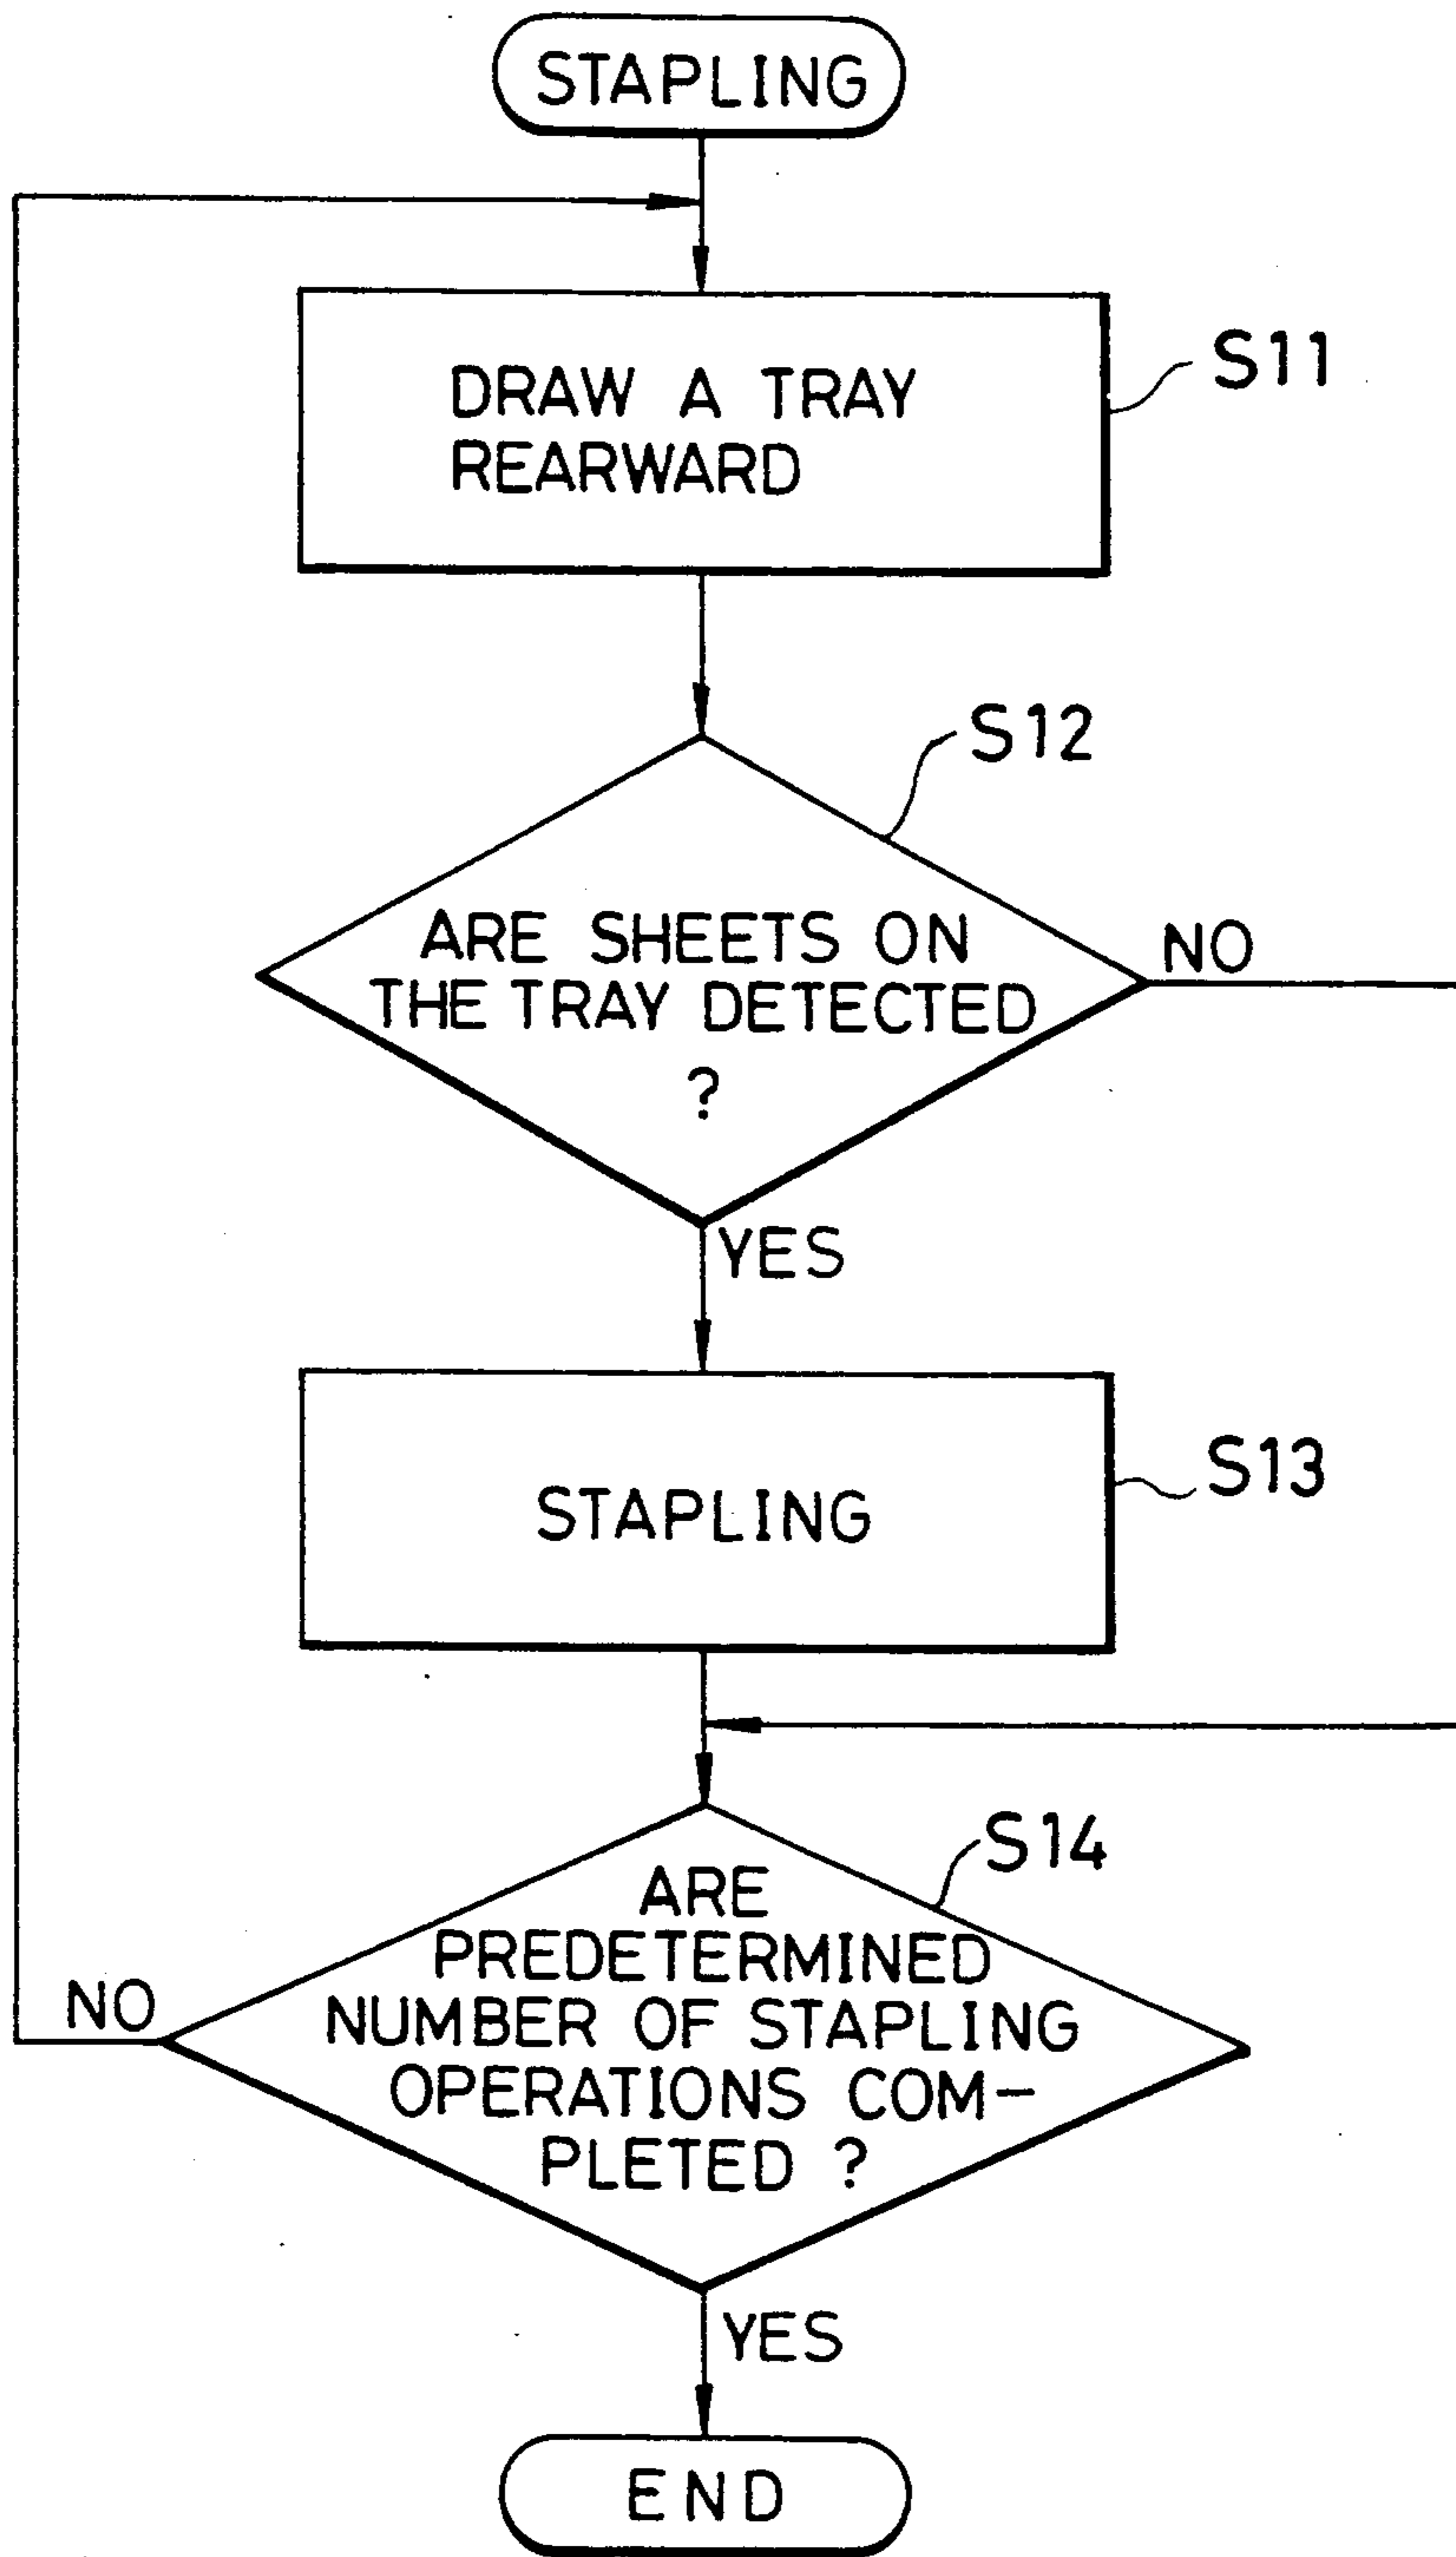 STAPLING
DRAW A TRAY
REARWARD
S11
S12
ARE SHEETS ON
THE TRAY DETECTED
?
NO
YES
STAPLING
S13
S14
ARE
PREDETERMINED
NUMBER OF STAPLING
OPERATIONS COM-
PLETED ?
NO
YES
END